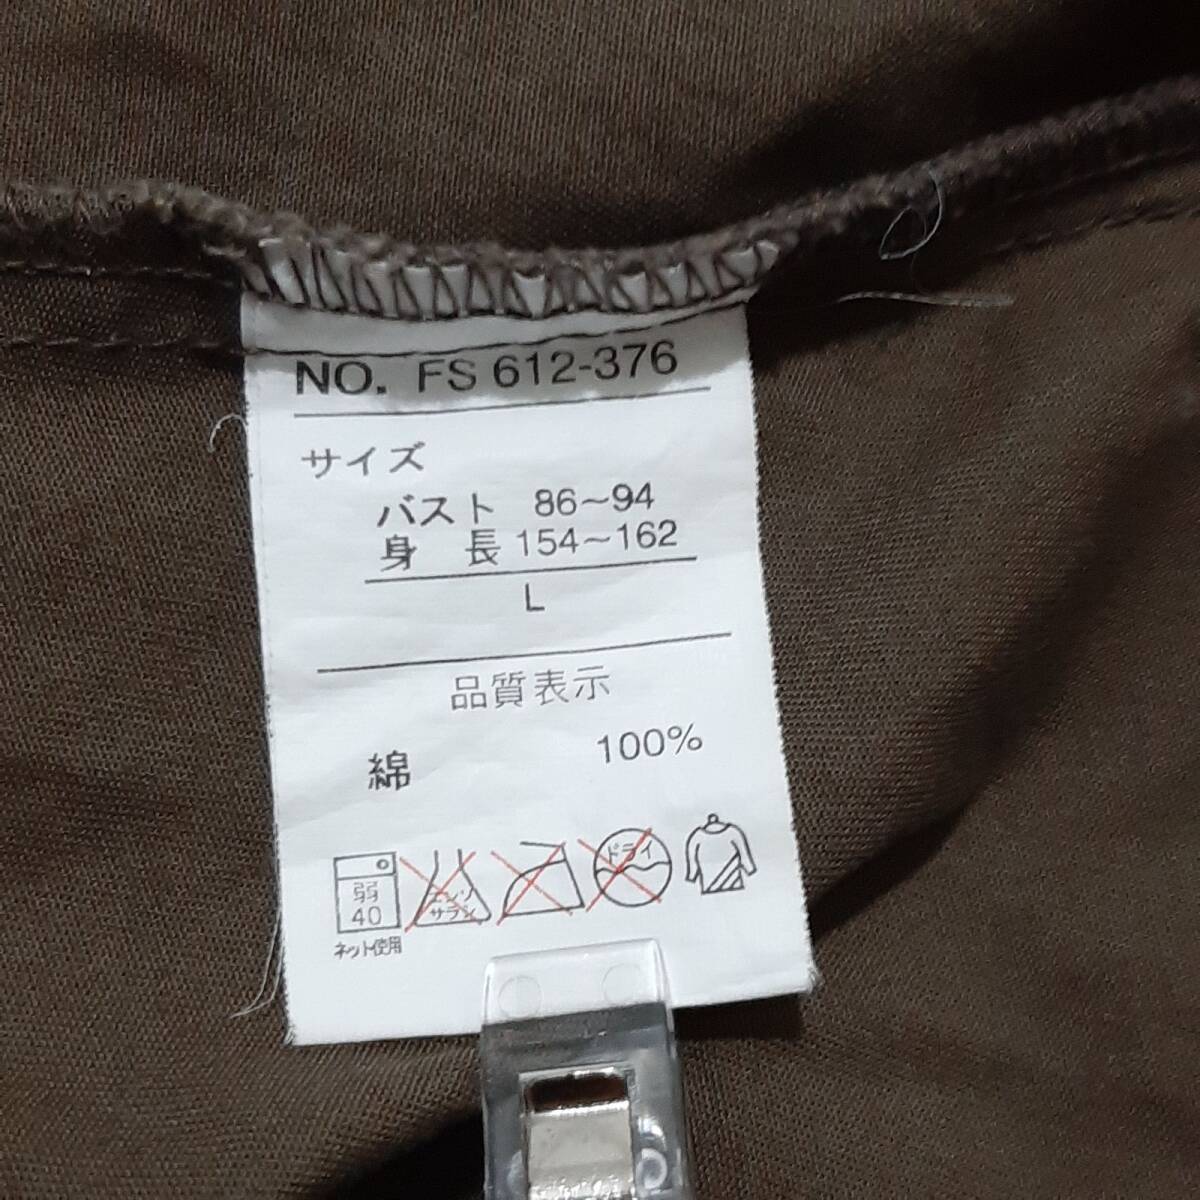 NO. FS 612-376
サイズ
バスト 86～94
身 長 154～162
L
品質表示
綿 100%
弱
40
ネット使用
エンソ
サラシ
ドライ